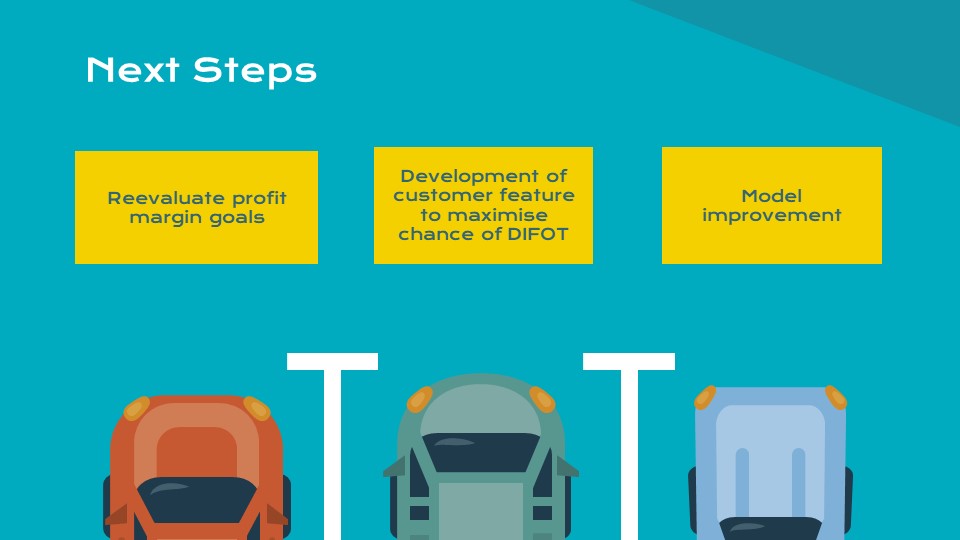 Next Steps
Reevaluate profit
margin goals
Development of
customer feature
to maximise
chance of DIFOT
Model
improvement